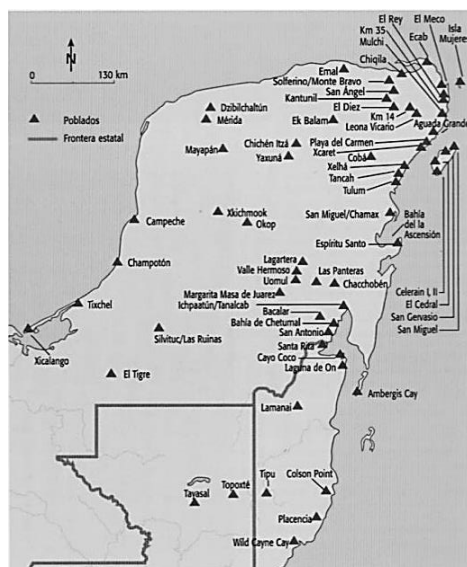 El Rey
El Meco
Km 35
Ecab
Isla
Mujeres
Mulchi
Chiqila
N
Emal
Solferino/Monte Bravo
San Ángel
Kantunil
0
130 km
El Diez
Km 14
Aguada Grande
Leona Vicario
Dzibilchaltún
Poblados
Mérida
Ek Balam
Frontera estatal
Playa del Carmen
Chichén Itzá
Xcaret
Mayapán
Yaxuná
Cobá
Xelhá
Tancah
Tulum
Xkichmook
San Miguel/Chamax
Campeche
Okop
Bahía
del la
Ascensión
Espíritu Santo
Champotón
Lagartera
Valle Hermoso
Las Panteras
Uomul
Chacchobén
Celerain I, II
Margarita Masa de Juarez
El Cedral
Tixchel
Ichpaatún/Tanalcab
San Gervasio
Bacalar
San Miguel
Bahía de Chetumal
Silvituc/Las Ruinas
San Antonio
Xicalango
Santa Rita
Cayo Coco
Laguna de On
El Tigre
Ambergis Cay
Lamanai
Tipu
Colson Point
Topoxté
Tayasal
Placencia
Wild Cayne Cay